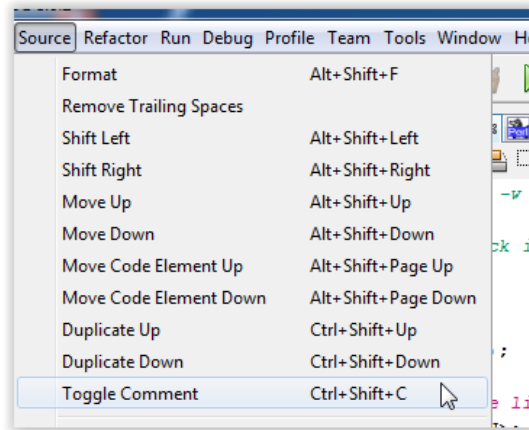 Source Refactor Run Debug Profile Team Tools Window
Format Alt+Shift+F
Remove Trailing Spaces
Shift Left Alt+Shift+Left
Shift Right Alt+Shift+Right
Move Up Alt+Shift+Up
Move Down Alt+Shift+Down
Move Code Element Up Alt+Shift+Page Up
Move Code Element Down Alt+Shift+Page Down
Duplicate Up Ctrl+Shift+Up
Duplicate Down Ctrl+Shift+Down
Toggle Comment Ctrl+Shift+C